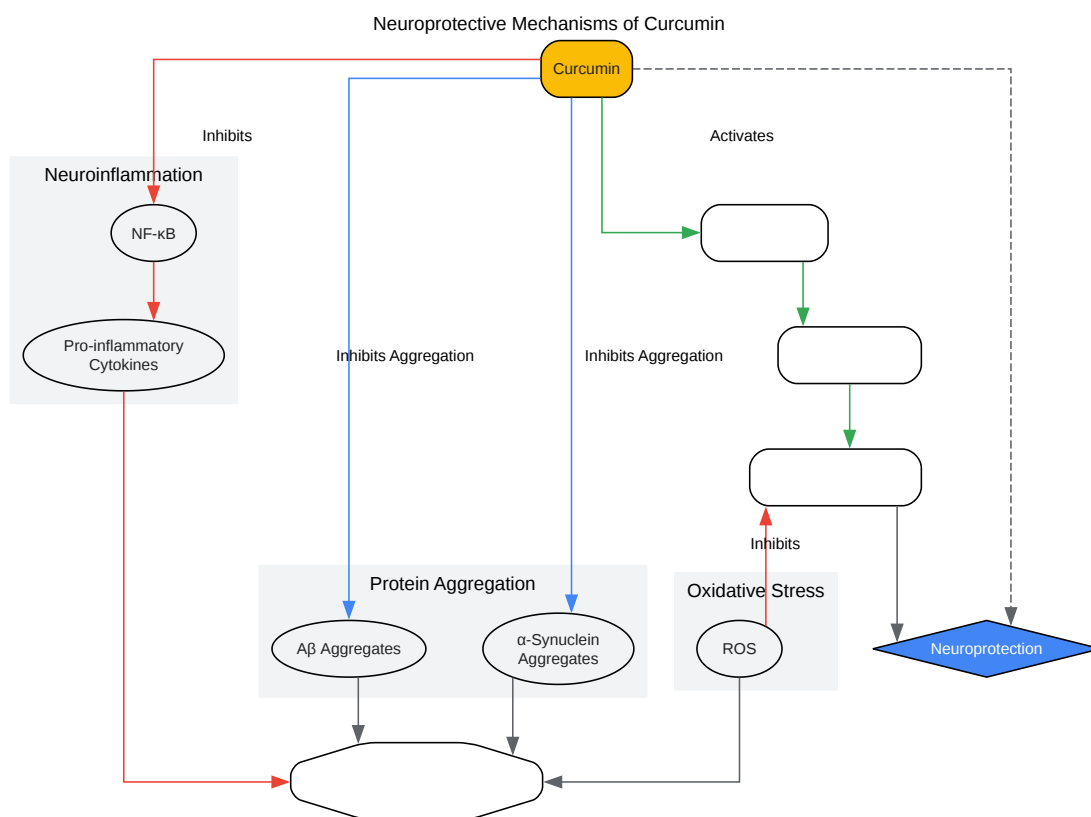 Neuroprotective Mechanisms of Curcumin
Curcumin
Inhibits
Activates
Neuroinflammation
NF-κB
Pro-inflammatory
Cytokines
Inhibits Aggregation
Inhibits Aggregation
Inhibits
Protein Aggregation
Oxidative Stress
Aβ Aggregates
α-Synuclein
Aggregates
ROS
Neuroprotection